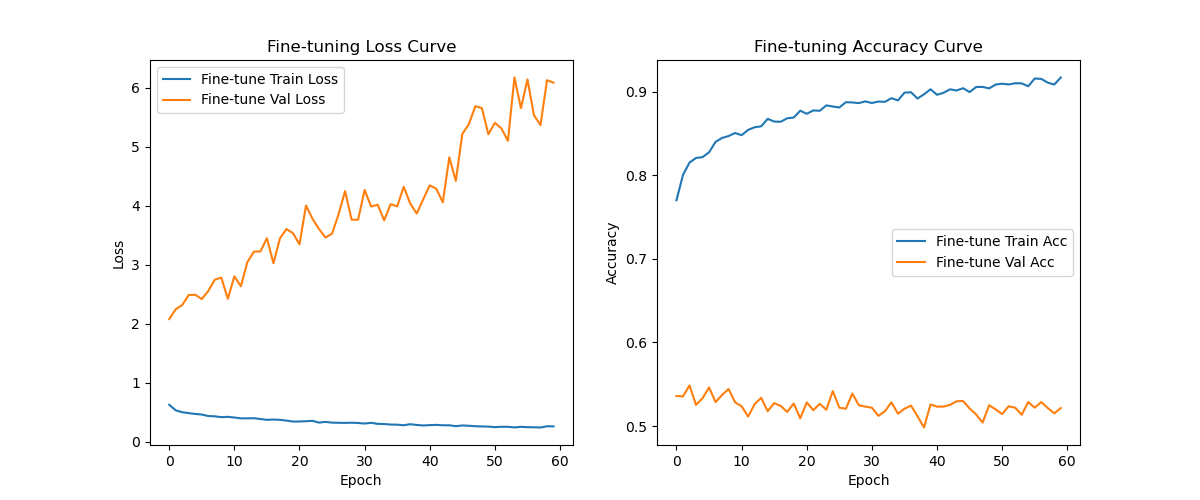 Fine-tuning Loss Curve
Fine-tune Train Loss
Fine-tune Val Loss
Loss
6
5
4
3
2
1
0
0 10 20 30 40 50 60
Epoch
Fine-tuning Accuracy Curve
Fine-tune Train Acc
Fine-tune Val Acc
Accuracy
0.9
0.8
0.7
0.6
0.5
0 10 20 30 40 50 60
Epoch